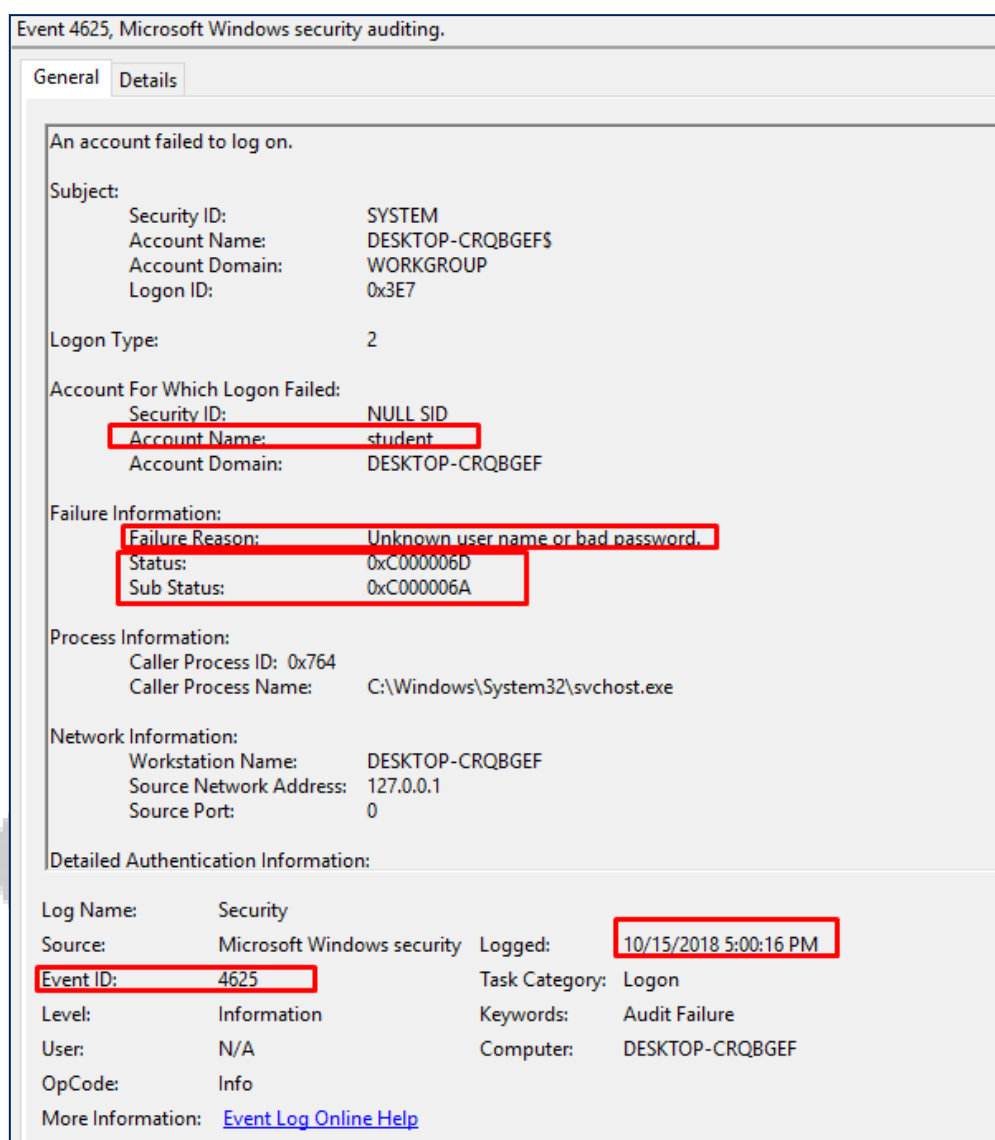 Event 4625, Microsoft Windows security auditing.
General Details
An account failed to log on.
Subject:
Security ID: SYSTEM
Account Name: DESKTOP-CRQBGEF$
Account Domain: WORKGROUP
Logon ID: 0x3E7
Logon Type: 2
Account For Which Logon Failed:
Security ID: NULL SID
Account Name: student
Account Domain: DESKTOP-CRQBGEF
Failure Information:
Failure Reason: Unknown user name or bad password.
Status: 0xC000006D
Sub Status: 0xC000006A
Process Information:
Caller Process ID: 0x764
Caller Process Name: C:\Windows\System32\svchost.exe
Network Information:
Workstation Name: DESKTOP-CRQBGEF
Source Network Address: 127.0.0.1
Source Port: 0
Detailed Authentication Information:
Log Name: Security
Source: Microsoft Windows security Logged: 10/15/2018 5:00:16 PM
Event ID: 4625 Task Category: Logon
Level: Information Keywords: Audit Failure
User: N/A Computer: DESKTOP-CRQBGEF
OpCode: Info
More Information: Event Log Online Help